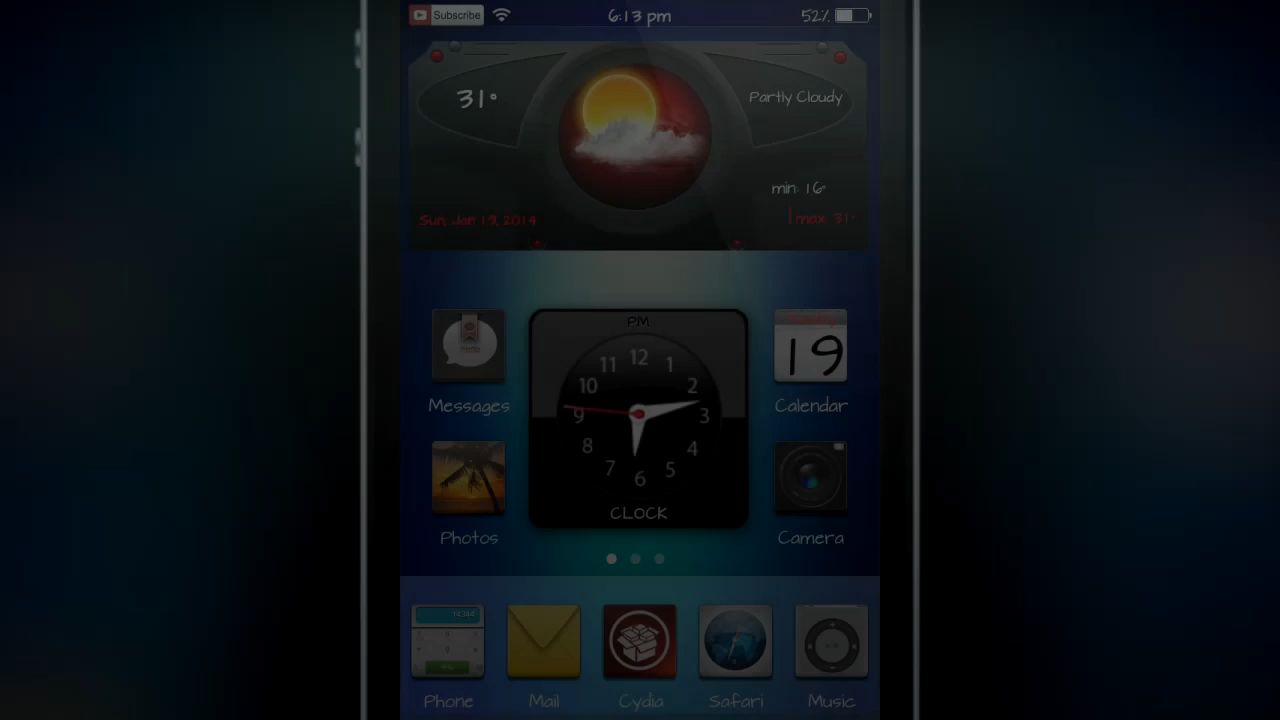 Subscribe 6:13 pm 52%
31° Partly Cloudy
min: 16°
Sun, Jan 19, 2014 max: 31°
PM
12
11 1
10 2
9 3
8 4
7 5
6
CLOCK
19
Messages Calendar
Photos Camera
Phone Mail Cydia Safari Music